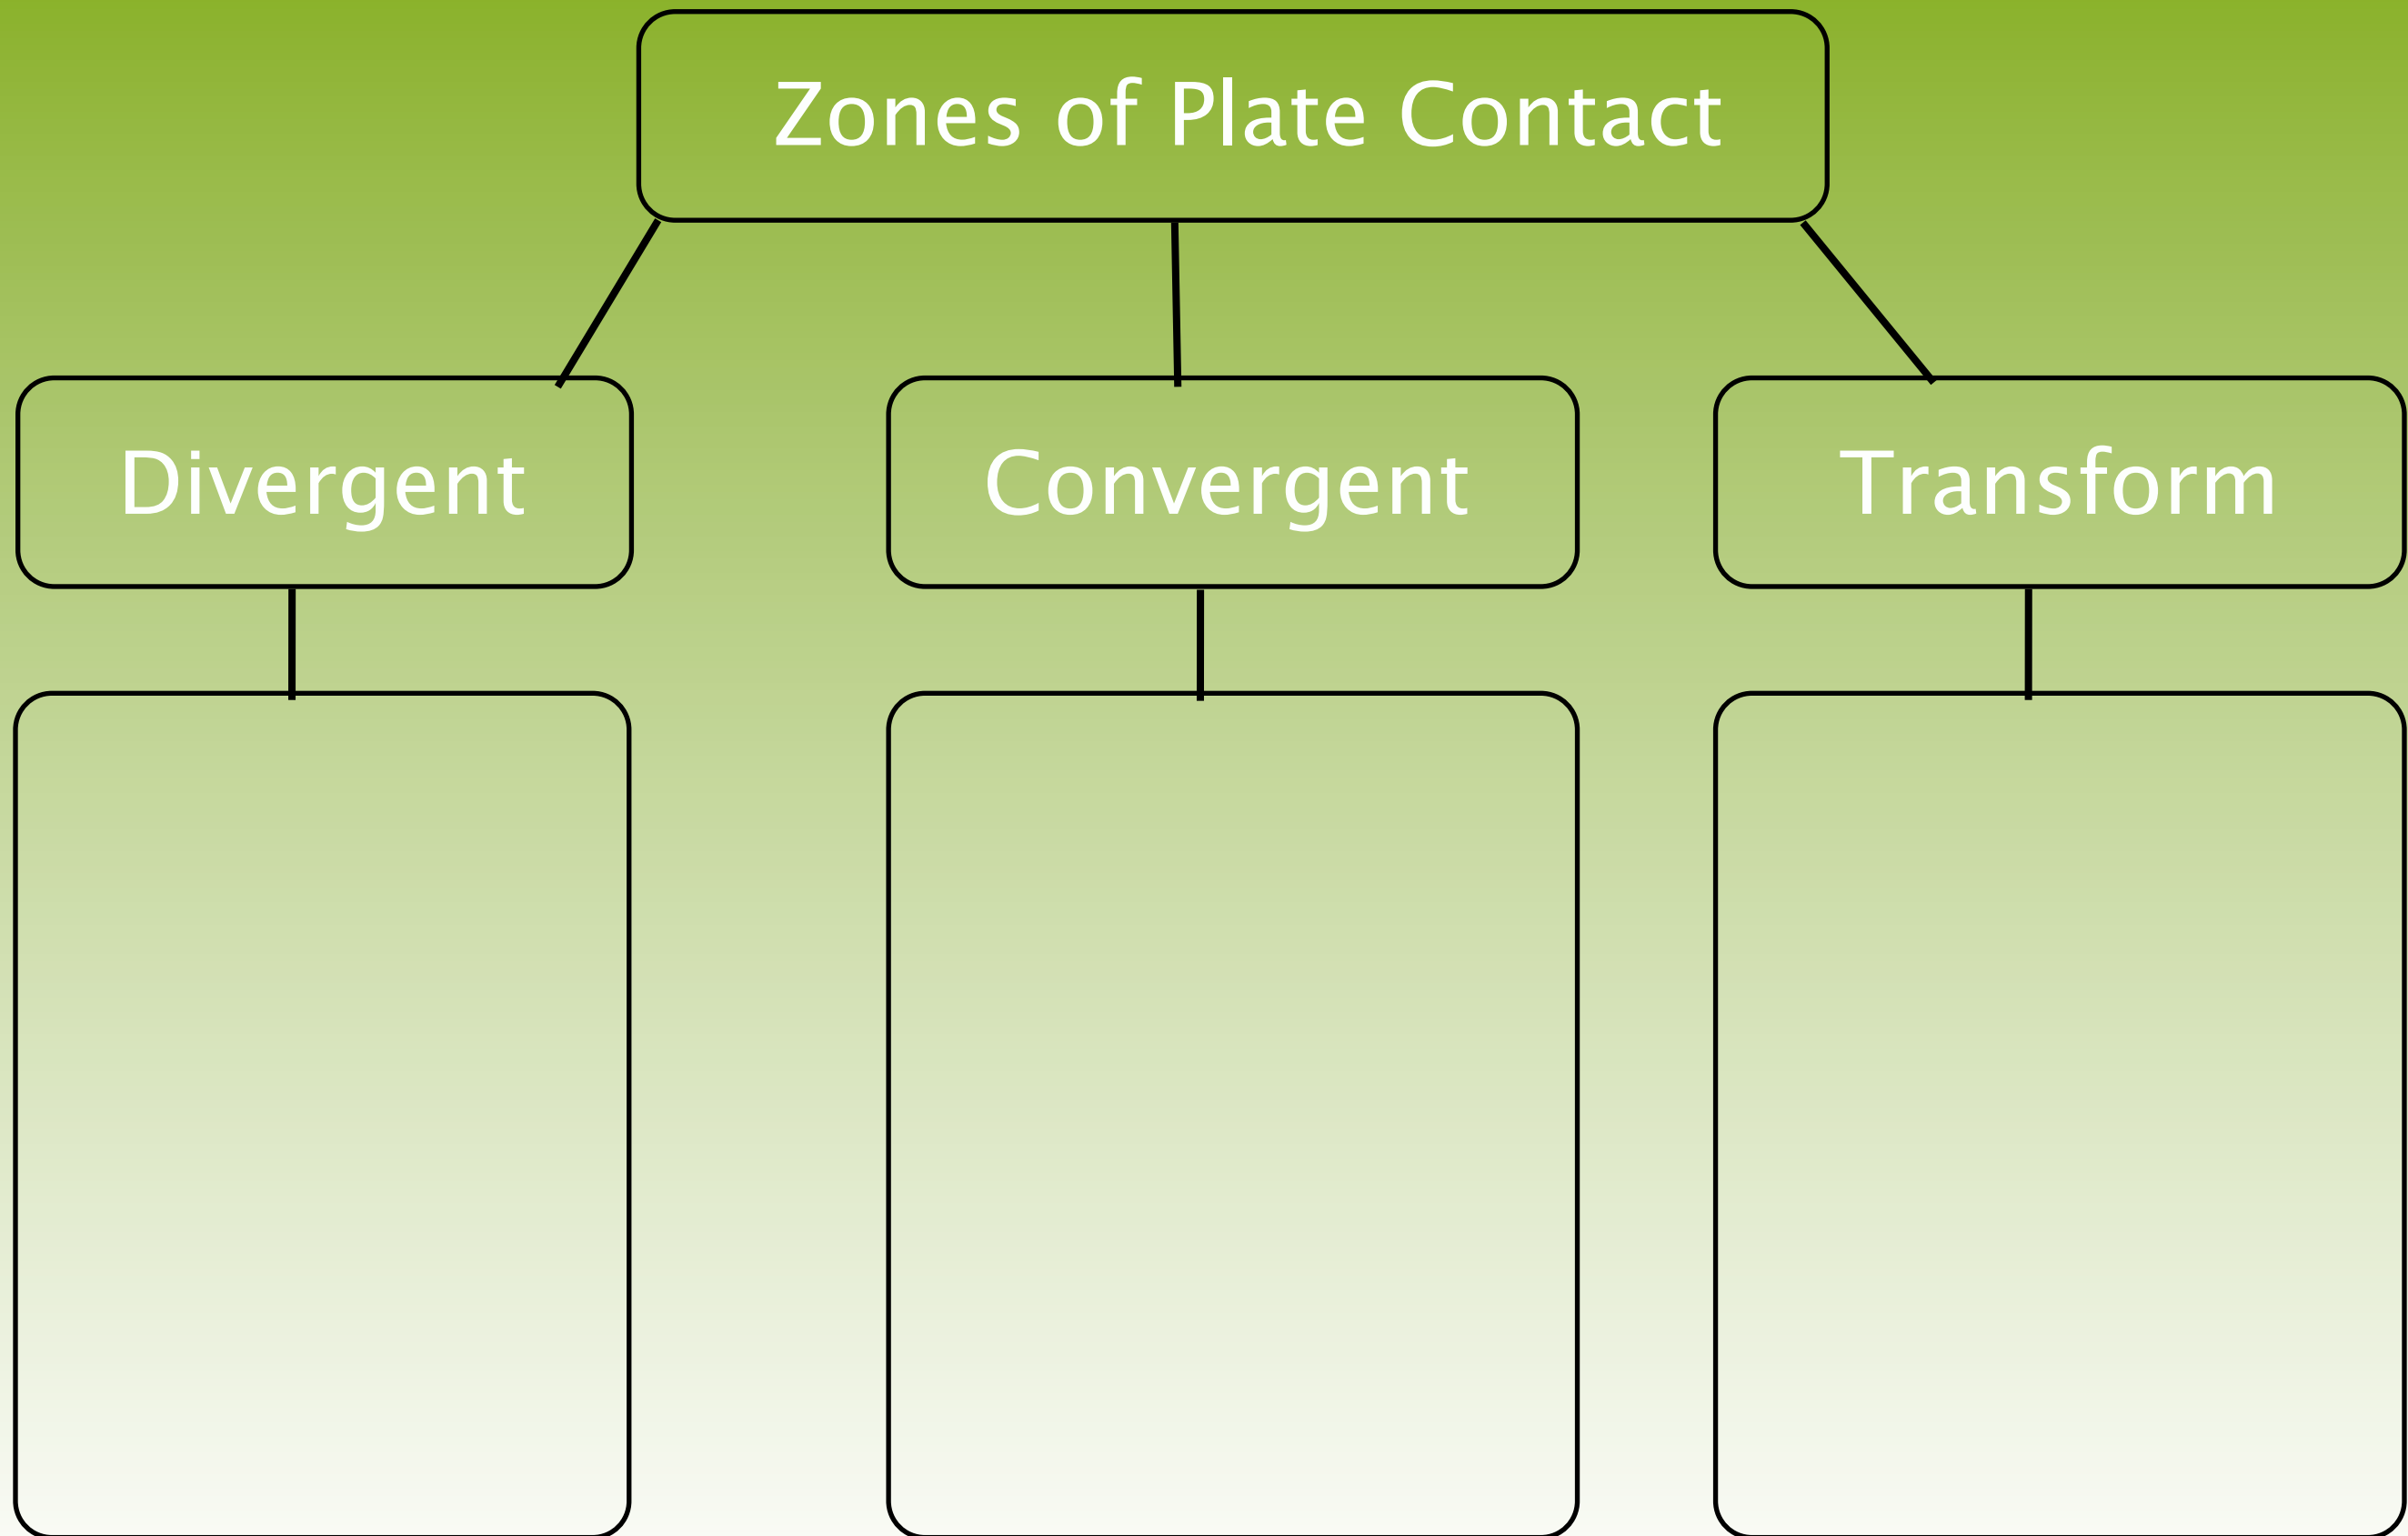 Zones of Plate Contact
Divergent
Convergent
Transform